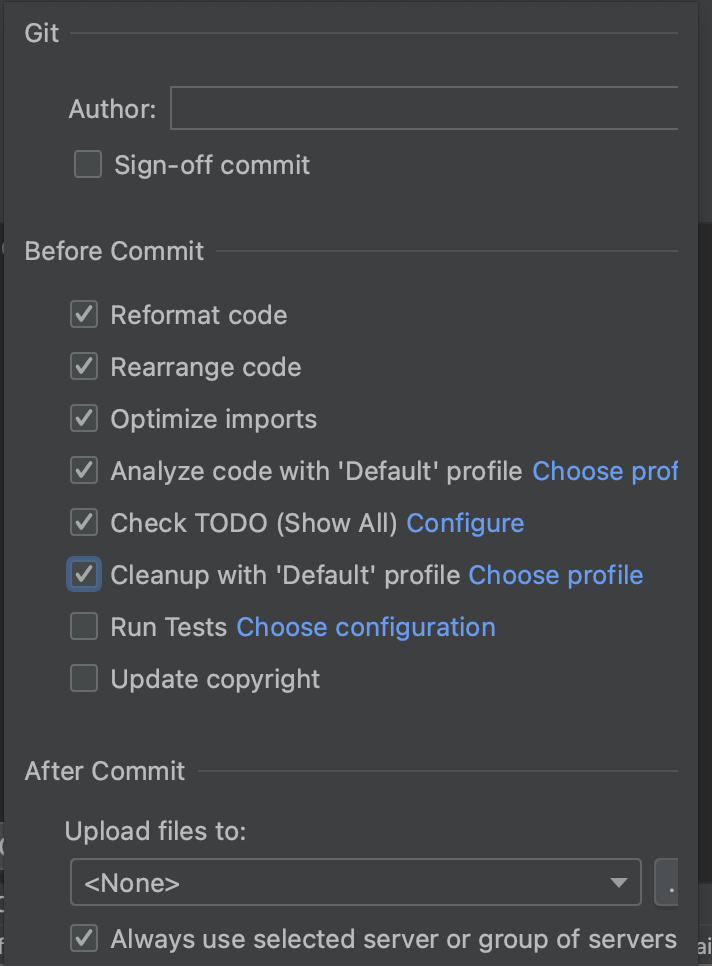 Git
Author:
Sign-off commit
Before Commit
Reformat code
Rearrange code
Optimize imports
Analyze code with 'Default' profile Choose prof
Check TODO (Show All) Configure
Cleanup with 'Default' profile Choose profile
Run Tests Choose configuration
Update copyright
After Commit
Upload files to:
<None>
.
Always use selected server or group of servers